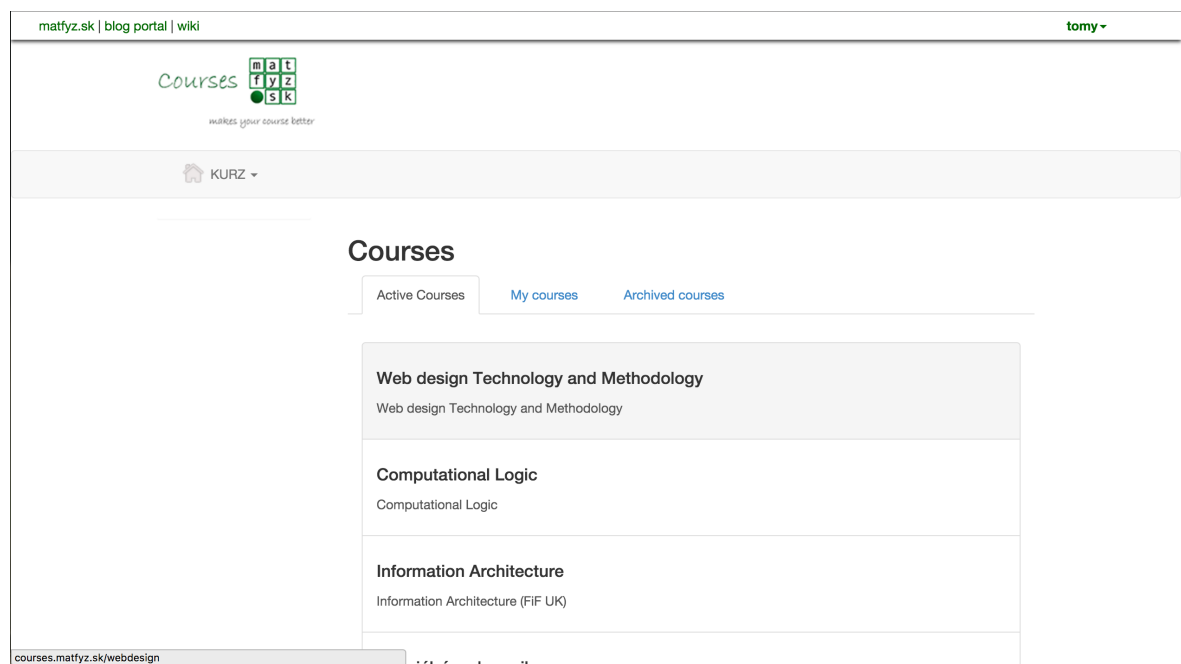 matfyz.sk | blog portal | wiki
tomy
Courses
m a t
f y z
s k
makes your course better
KURZ
Courses
Active Courses My courses Archived courses
Web design Technology and Methodology
Web design Technology and Methodology
Computational Logic
Computational Logic
Information Architecture
Information Architecture (FiF UK)
courses.matfyz.sk/webdesign